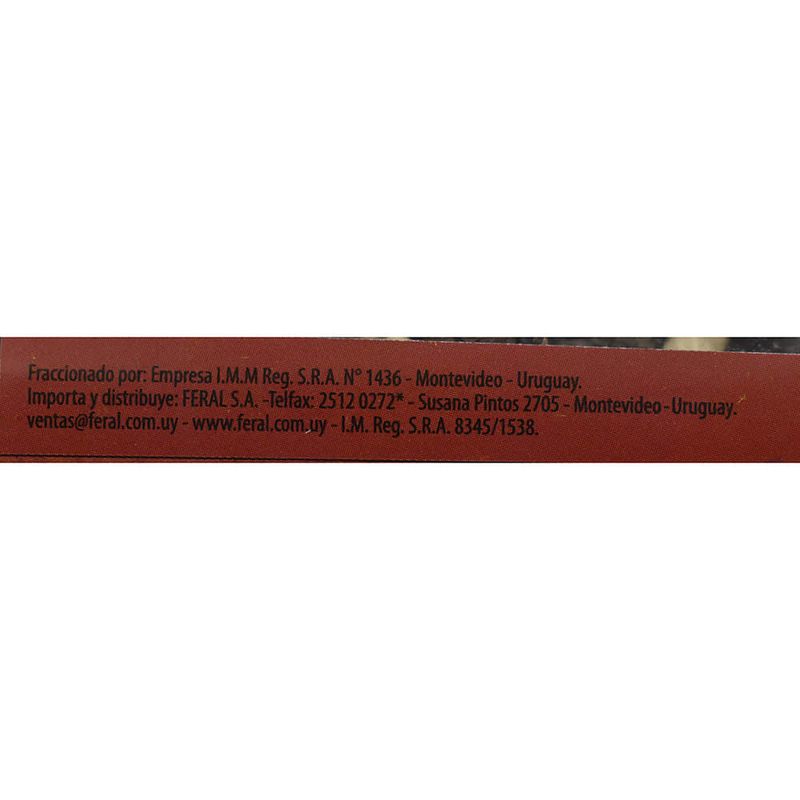 Fraccionado por: Empresa I.M.M Reg. S.R.A. N° 1436 - Montevideo - Uruguay.
Importa y distribuye: FERAL S.A. -Telfax: 2512 0272* - Susana Pintos 2705 - Montevideo - Uruguay.
ventas@feral.com.uy - www.feral.com.uy - I.M. Reg. S.R.A. 8345/1538.